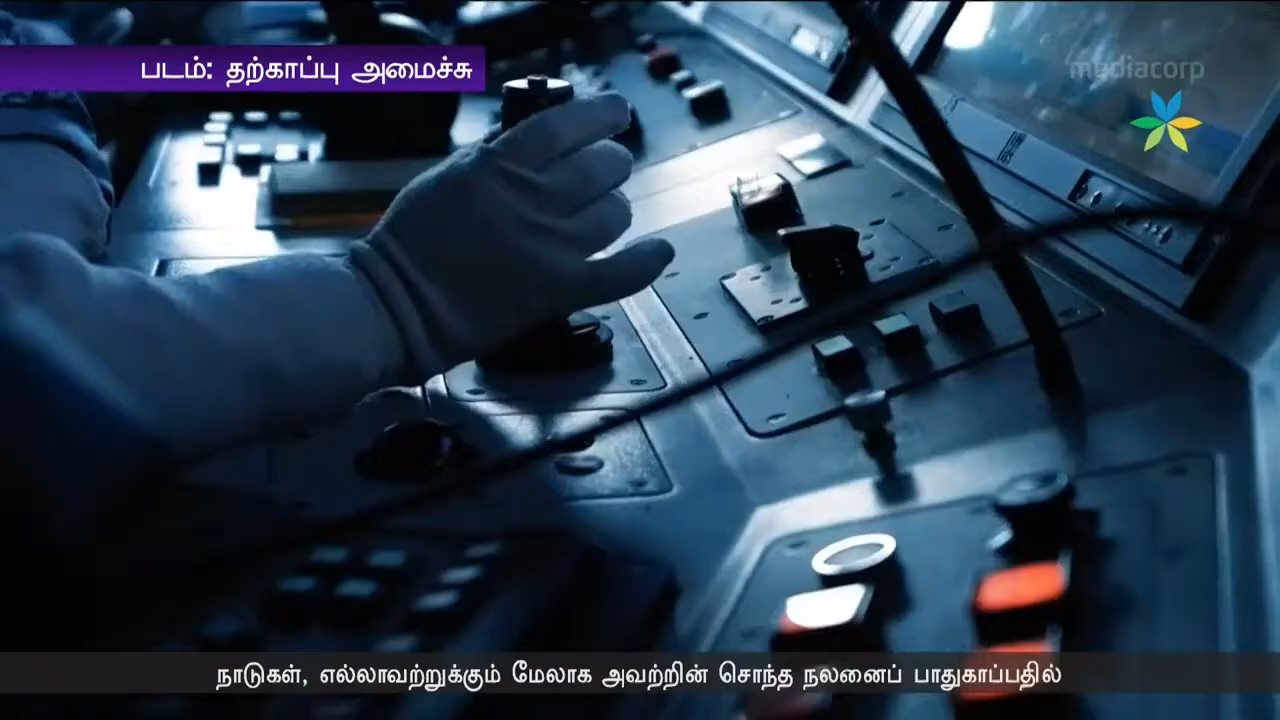 படம்: தற்காப்பு அமைச்சு
mediacorp
நாடுகள், எல்லாவற்றுக்கும் மேலாக அவற்றின் சொந்த நலனைப் பாதுகாப்பதில்